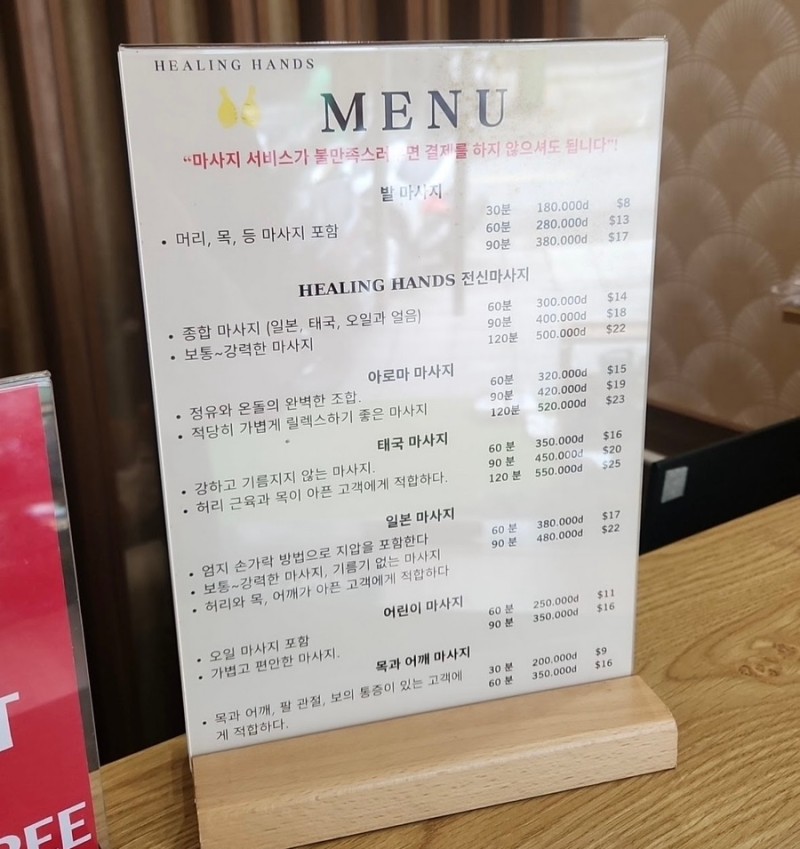 HEALING HANDS
MENU
“마사지 서비스가 불만족스러 면 결제를 하지 않으셔도 됩니다”!
발 마사지
• 머리, 목, 등 마사지 포함
30분 180.000d $8
60분 280.000d $13
90분 380.000d $17
HEALING HANDS 전신마사지
• 종합 마사지 (일본, 태국, 오일과 얼음)
• 보통~강력한 마사지
60분 300.000d $14
90분 400.000d $18
120분 500.000d $22
아로마 마사지
• 정유와 온돌의 완벽한 조합.
• 적당히 가볍게 릴렉스하기 좋은 마사지
60분 320.000d $15
90분 420.000d $19
120분 520.000d $23
태국 마사지
• 강하고 기름지지 않는 마사지.
• 허리 근육과 목이 아픈 고객에게 적합하다.
60 분 350.000d $16
90 분 450.000d $20
120 분 550.000d $25
일본 마사지
• 엄지 손가락 방법으로 지압을 포함한다
• 보통~강력한 마사지, 기름기 없는 마사지
• 허리와 목, 어깨가 아픈 고객에게 적합하다
60 분 380.000d $17
90 분 480.000d $22
어린이 마사지
• 오일 마사지 포함
• 가볍고 편안한 마사지.
60 분 250.000d $11
90 분 350.000d $16
목과 어깨 마사지
• 목과 어깨, 팔 관절, 보의 통증이 있는 고객에
게 적합하다.
30 분 200.000d $9
60 분 350.000d $16